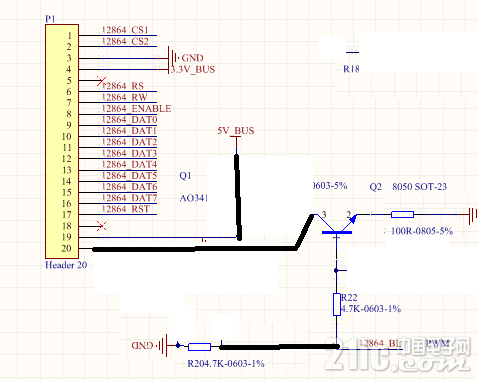 P1
1 12864_CS1
2 12864_CS2
3 GND
4 3.3V_BUS
5
6 12864_RS
7 12864_RW
8 12864_ENABLE
9 12864_DAT0
10 12864_DAT1
11 12864_DAT2
12 12864_DAT3
13 12864_DAT4
14 12864_DAT5
15 12864_DAT6
16 12864_DAT7
17 12864_RST
18
19
20
Header 20
R18
5V_BUS
Q1
AO341
0603-5%
Q2 8050 SOT-23
3 2
100R-0805-5%
R22
4.7K-0603-1%
GND
12864_BL PWM
R204.7K-0603-1%